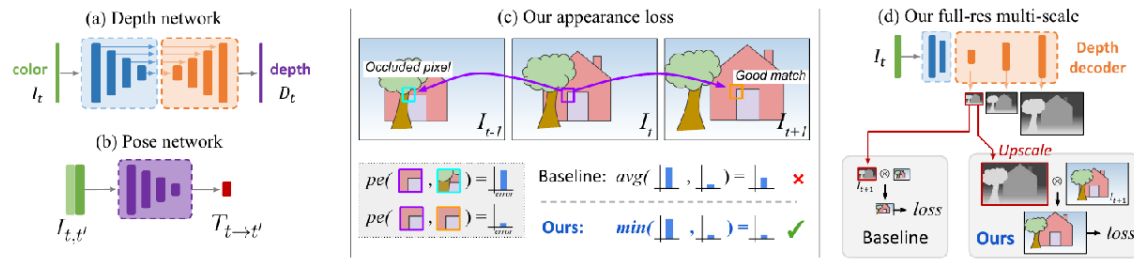 (a) Depth network
color
I_t
depth
D_t
(b) Pose network
I_{t,t'}
T_{t→t'}
(c) Our appearance loss
Occluded pixel
Good match
I_{t-1}
I_t
I_{t+1}
pe( , ) =
error
pe( , ) =
error
Baseline: avg( , ) = ×
Ours: min( , ) = ✓
(d) Our full-res multi-scale
I_t
Depth
decoder
Upscale
I_{t+1}
loss
Baseline
I_{t+1}
loss
Ours